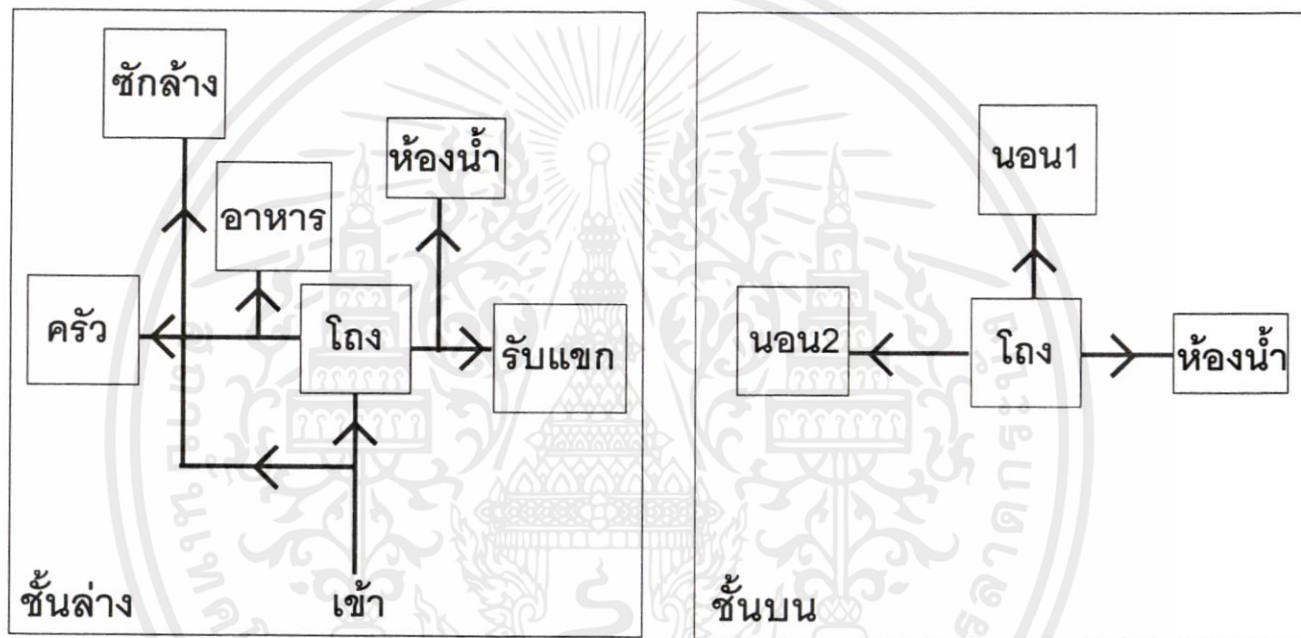 ซักล้าง
ห้องน้ำ
อาหาร
ครัว
โถง
รับแขก
ชั้นล่าง
เข้า
นอน1
นอน2
โถง
ห้องน้ำ
ชั้นบน